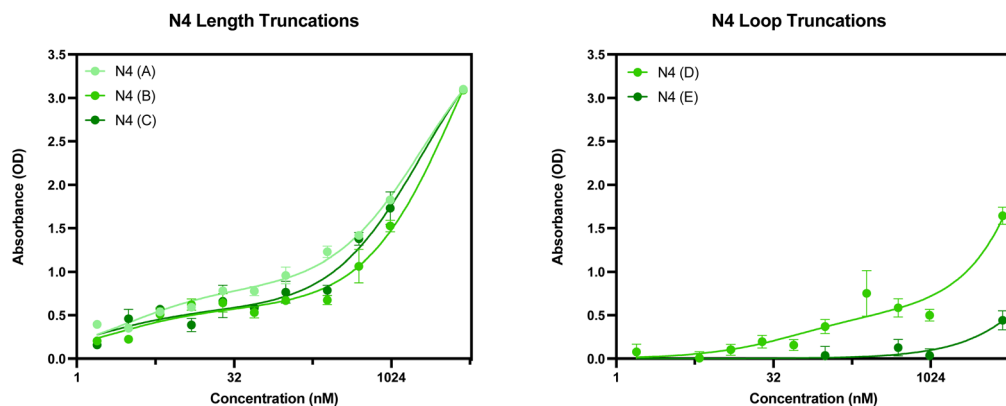 N4 Length Truncations
3.5
3.0
2.5
2.0
1.5
1.0
0.5
0.0
Absorbance (OD)
N4 (A)
N4 (B)
N4 (C)
1 32 1024
Concentration (nM)
N4 Loop Truncations
3.5
3.0
2.5
2.0
1.5
1.0
0.5
0.0
Absorbance (OD)
N4 (D)
N4 (E)
1 32 1024
Concentration (nM)